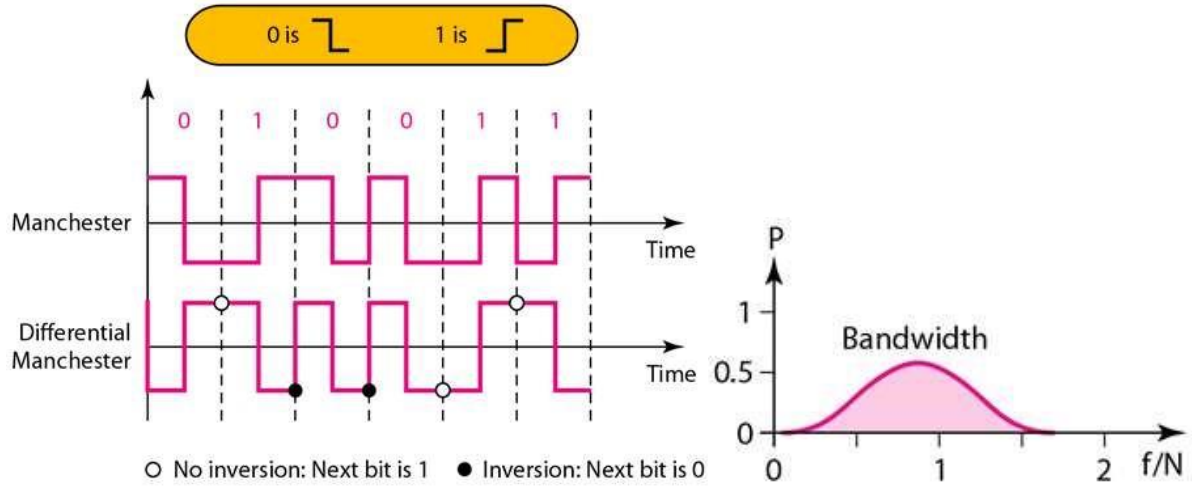 0 is 1 is
0 1 0 0 1 1
Manchester
Time
Differential
Manchester
Time
○ No inversion: Next bit is 1 ● Inversion: Next bit is 0
P
1
Bandwidth
0.5
0
0 1 2 f/N